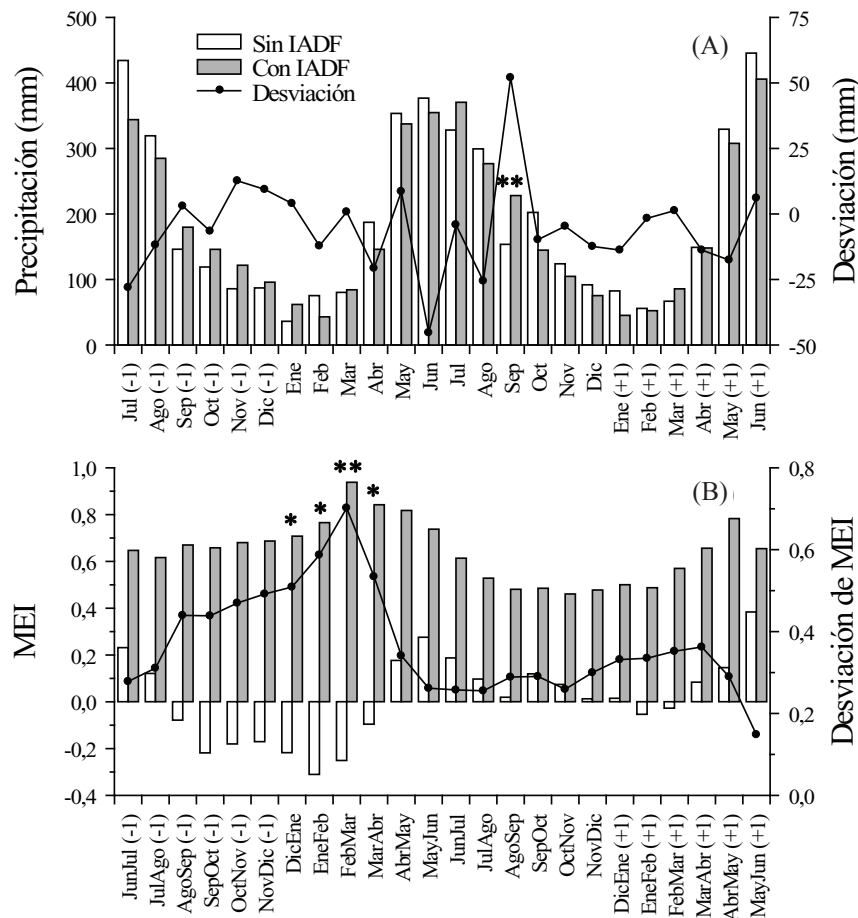 (A)
Sin IADF
Con IADF
Desviación
Precipitación (mm)
500
400
300
200
100
0
Desviación (mm)
75
50
25
0
-25
-50
**
Jul (-1)
Ago (-1)
Sep (-1)
Oct (-1)
Nov (-1)
Dic (-1)
Ene
Feb
Mar
Abr
May
Jun
Jul
Ago
Sep
Oct
Nov
Dic
Ene (+1)
Feb (+1)
Mar (+1)
Abr (+1)
May (+1)
Jun (+1)
(B)
MEI
1,0
0,8
0,6
0,4
0,2
0,0
-0,2
-0,4
Desviación de MEI
0,8
0,6
0,4
0,2
0,0
*
*
**
*
JunJul (-1)
JulAgo (-1)
AgoSep (-1)
SepOct (-1)
OctNov (-1)
NovDic (-1)
DicEne
EneFeb
FebMar
MarAbr
AbrMay
MayJun
JunJul
JulAgo
AgoSep
SepOct
OctNov
NovDic
DicEne (+1)
EneFeb (+1)
FebMar (+1)
MarAbr (+1)
AbrMay (+1)
MayJun (+1)